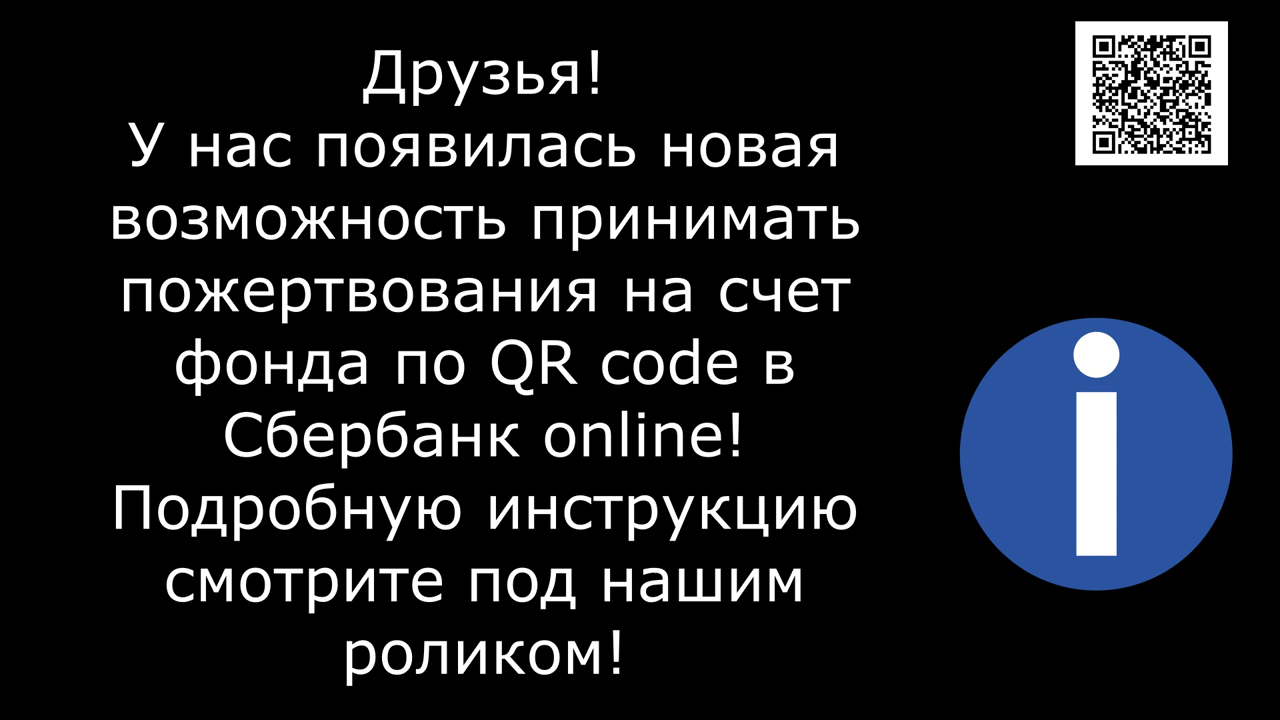 Друзья!
У нас появилась новая
возможность принимать
пожертвования на счет
фонда по QR code в
Сбербанк online!
Подробную инструкцию
смотрите под нашим
роликом!
i